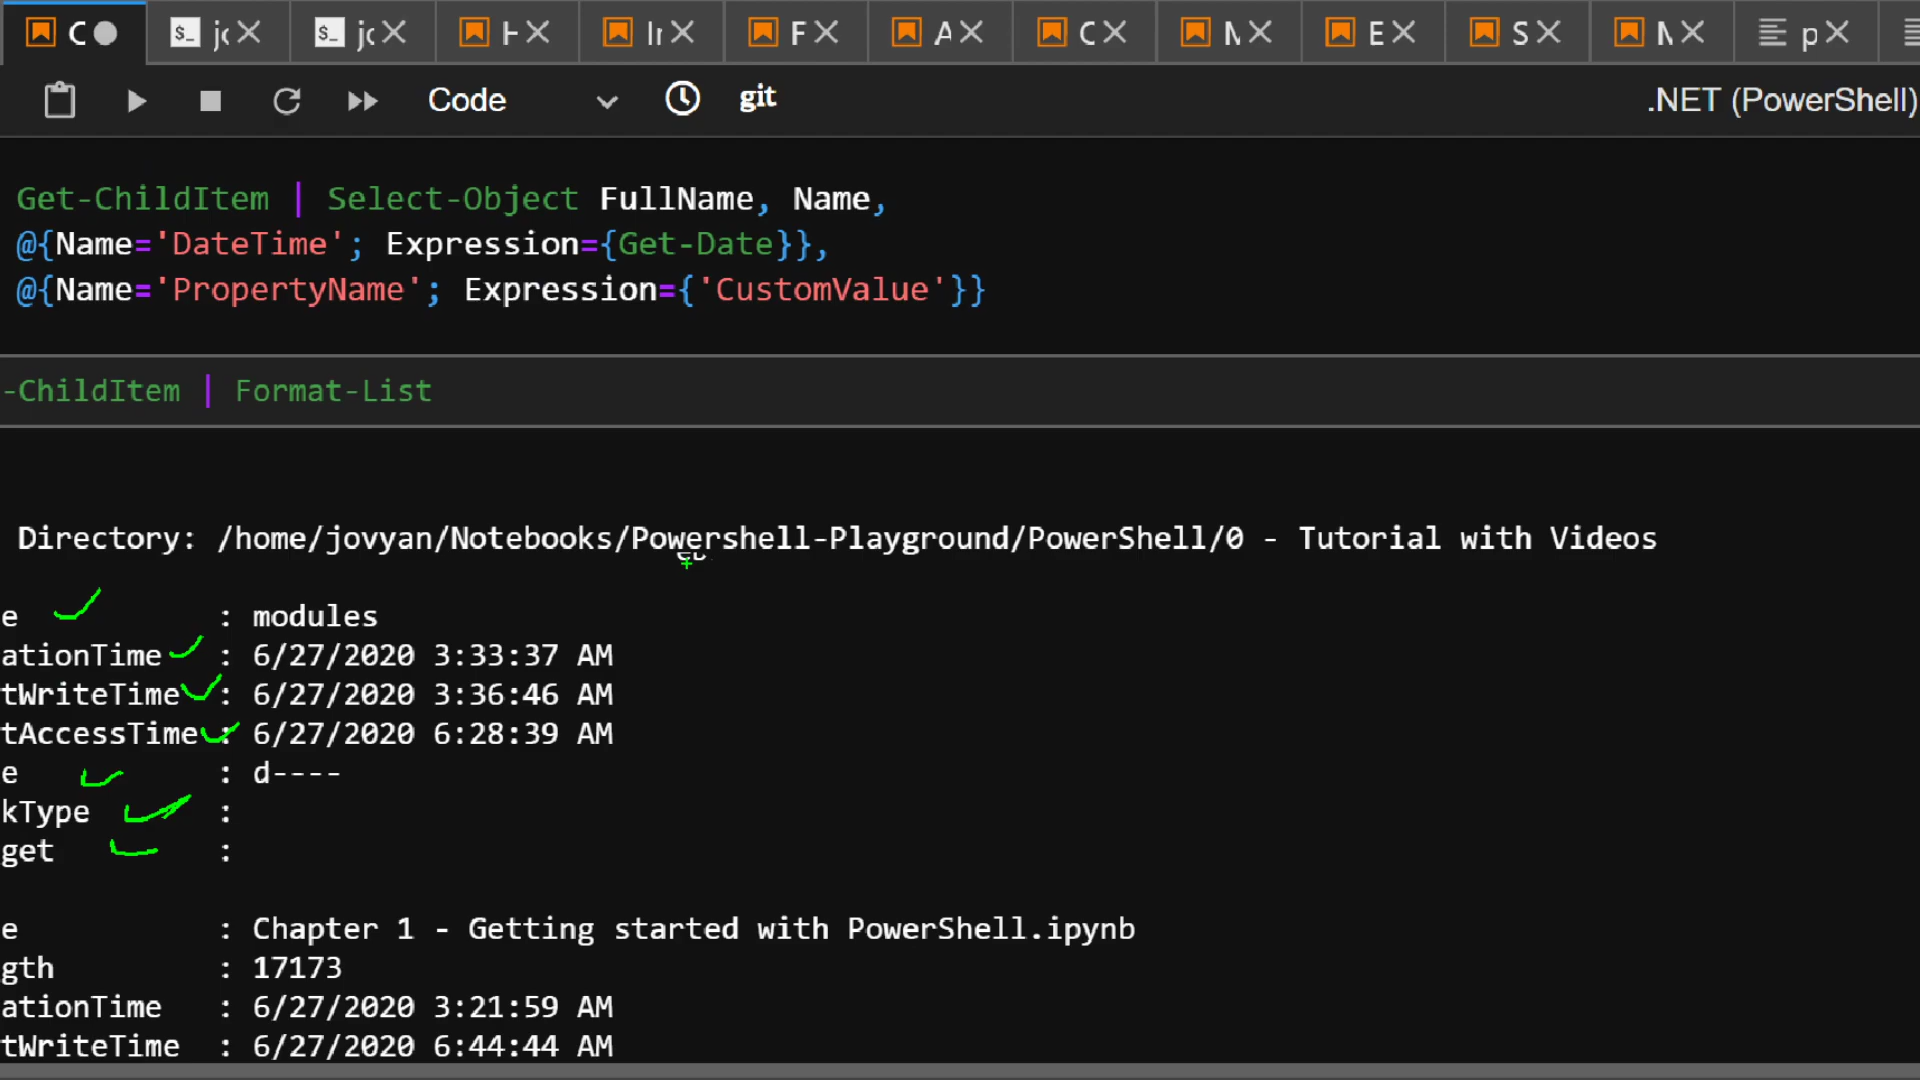 C jc jc H Ir F A C N E S N p
Code git .NET (PowerShell)
Get-ChildItem | Select-Object FullName, Name,
@{Name='DateTime'; Expression={Get-Date}},
@{Name='PropertyName'; Expression={'CustomValue'}}
-ChildItem | Format-List
Directory: /home/jovyan/Notebooks/Powershell-Playground/PowerShell/0 - Tutorial with Videos
e : modules
ationTime : 6/27/2020 3:33:37 AM
tWriteTime : 6/27/2020 3:36:46 AM
tAccessTime : 6/27/2020 6:28:39 AM
e : d----
kType :
get :
e : Chapter 1 - Getting started with PowerShell.ipynb
gth : 17173
ationTime : 6/27/2020 3:21:59 AM
tWriteTime : 6/27/2020 6:44:44 AM